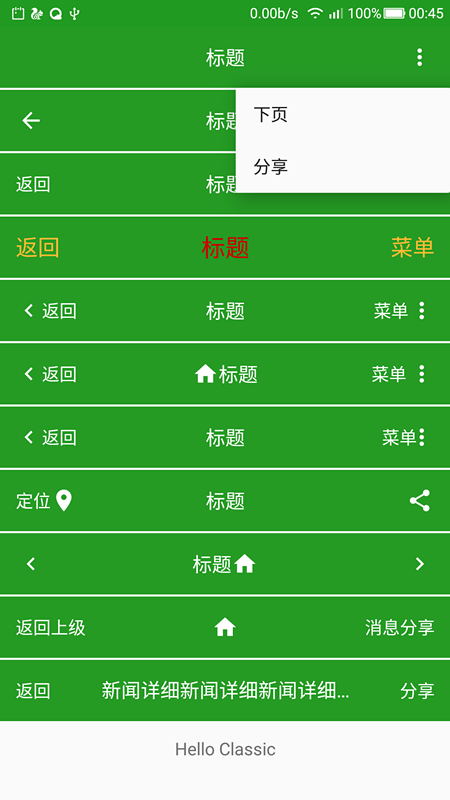 0.00b/s 100% 00:45
标题
下页
标题
分享
返回 标题
返回 标题 菜单
返回 标题 菜单
返回 标题 菜单
返回 标题 菜单
定位 标题
标题
返回上级 消息分享
返回 新闻详细新闻详细新闻详细... 分享
Hello Classic